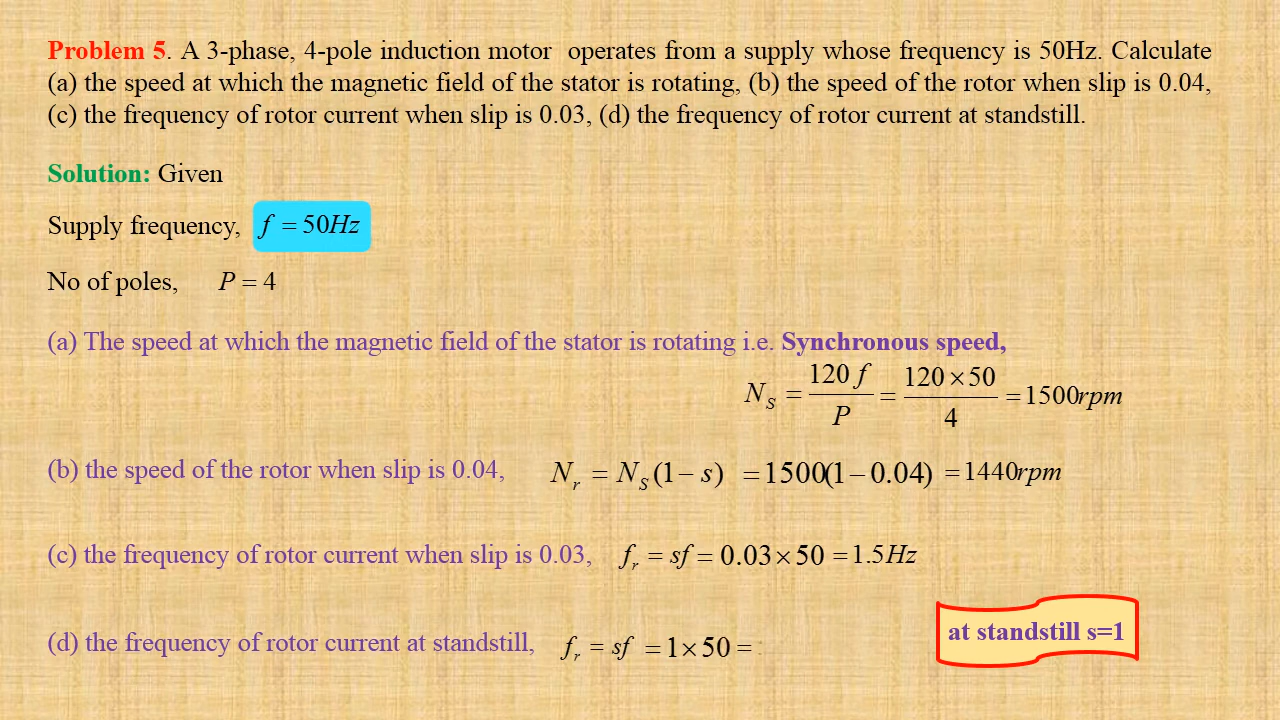 Problem 5. A 3-phase, 4-pole induction motor operates from a supply whose frequency is 50Hz. Calculate
(a) the speed at which the magnetic field of the stator is rotating, (b) the speed of the rotor when slip is 0.04,
(c) the frequency of rotor current when slip is 0.03, (d) the frequency of rotor current at standstill.
Solution: Given
Supply frequency, f = 50Hz
No of poles, P = 4
(a) The speed at which the magnetic field of the stator is rotating i.e. Synchronous speed,
N_S = 120 f / P = 120 × 50 / 4 = 1500rpm
(b) the speed of the rotor when slip is 0.04, N_r = N_S (1 − s) = 1500(1 − 0.04) = 1440rpm
(c) the frequency of rotor current when slip is 0.03, f_r = sf = 0.03 × 50 = 1.5Hz
(d) the frequency of rotor current at standstill, f_r = sf = 1 × 50 =
at standstill s=1